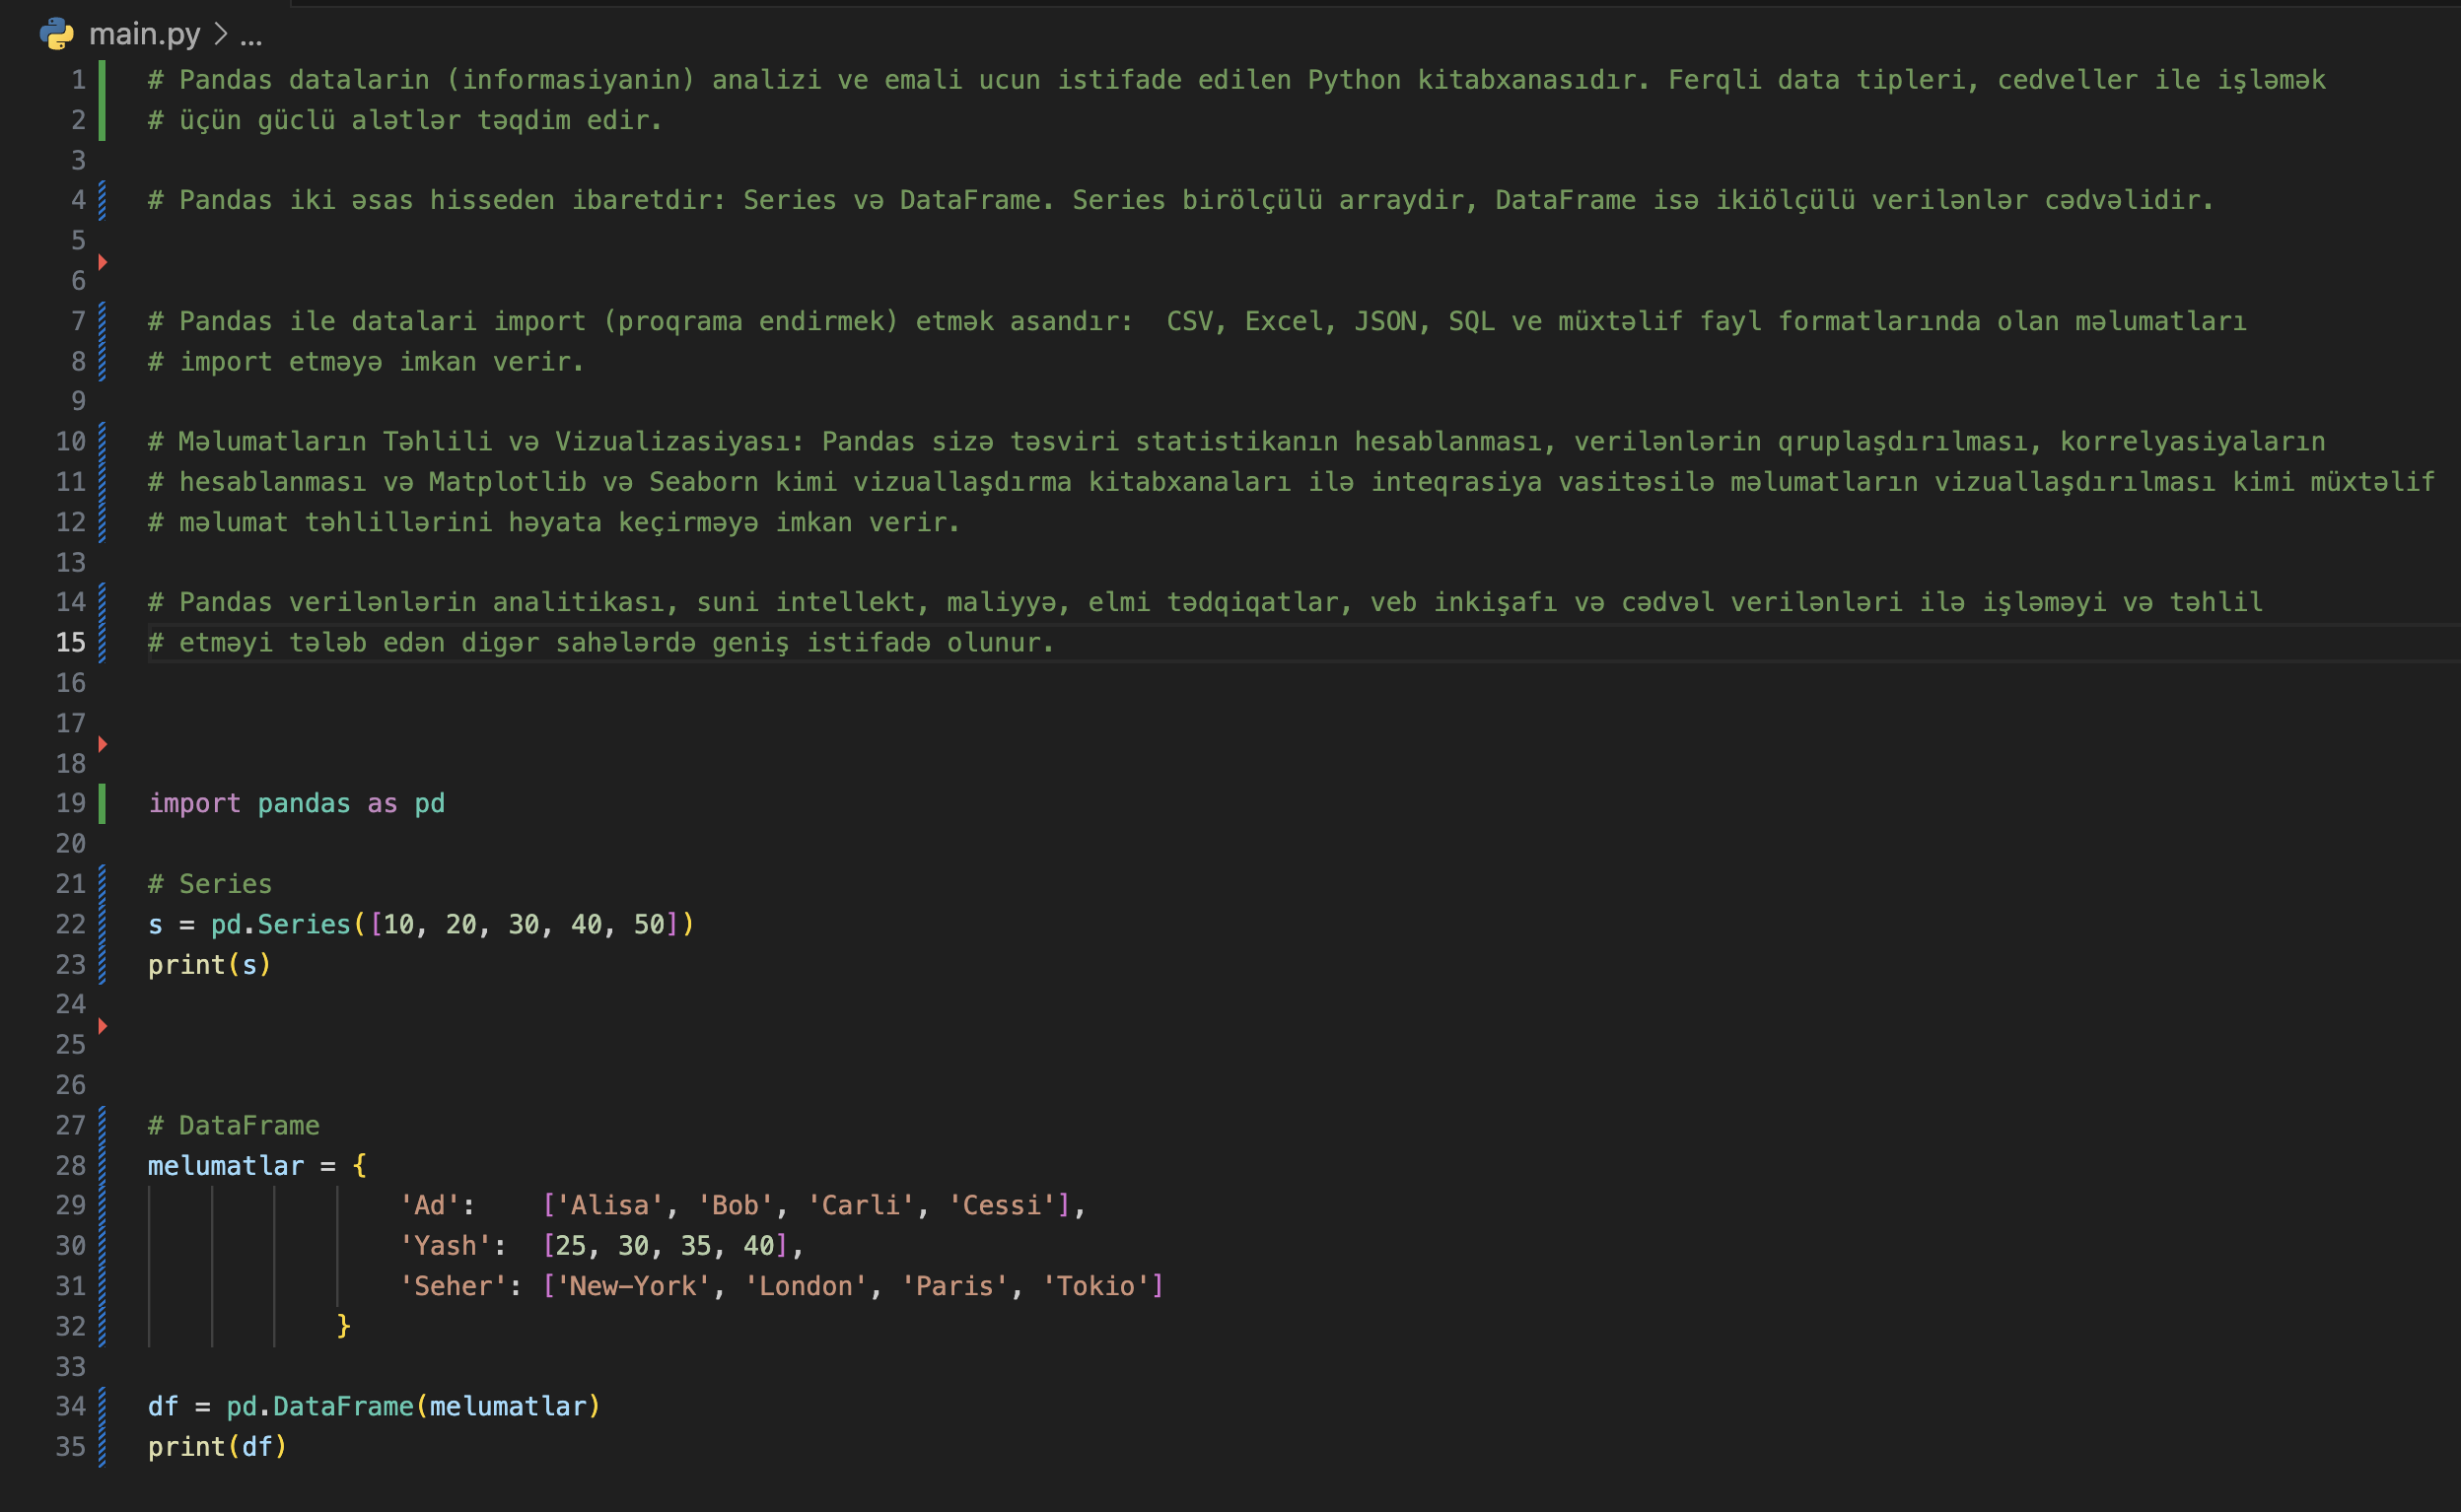 main.py > ...
1 # Pandas datalarin (informasiyanin) analizi ve emali ucun istifade edilen Python kitabxanasıdır. Ferqli data tipleri, cedveller ile işləmək
2 # üçün güclü alətlər təqdim edir.
3
4 # Pandas iki əsas hisseden ibaretdir: Series və DataFrame. Series birölçülü arraydir, DataFrame isə ikiölçülü verilənlər cədvəlidir.
5
6
7 # Pandas ile datalari import (proqrama endirmek) etmək asandır:  CSV, Excel, JSON, SQL ve müxtəlif fayl formatlarında olan məlumatları
8 # import etməyə imkan verir.
9
10 # Məlumatların Təhlili və Vizualizasiyası: Pandas sizə təsviri statistikanın hesablanması, verilənlərin qruplaşdırılması, korrelyasiyaların
11 # hesablanması və Matplotlib və Seaborn kimi vizuallaşdırma kitabxanaları ilə inteqrasiya vasitəsilə məlumatların vizuallaşdırılması kimi müxtəlif
12 # məlumat təhlillərini həyata keçirməyə imkan verir.
13
14 # Pandas verilənlərin analitikası, suni intellekt, maliyyə, elmi tədqiqatlar, veb inkişafı və cədvəl verilənləri ilə işləməyi və təhlil
15 # etməyi tələb edən digər sahələrdə geniş istifadə olunur.
16
17
18
19 import pandas as pd
20
21 # Series
22 s = pd.Series([10, 20, 30, 40, 50])
23 print(s)
24
25
26
27 # DataFrame
28 melumatlar = {
29                 'Ad':    ['Alisa', 'Bob', 'Carli', 'Cessi'],
30                 'Yash':  [25, 30, 35, 40],
31                 'Seher': ['New-York', 'London', 'Paris', 'Tokio']
32             }
33
34 df = pd.DataFrame(melumatlar)
35 print(df)